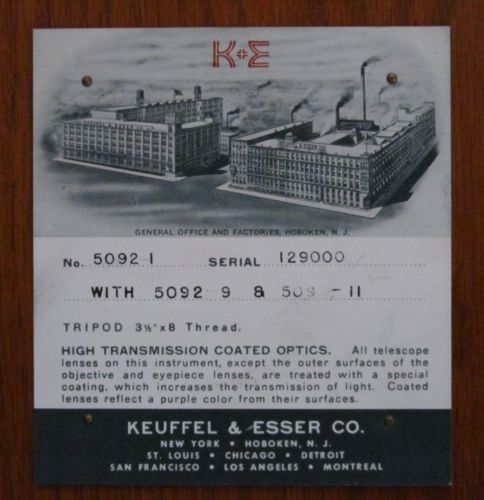 K+E
KEUFFEL & ESSER CO.
GENERAL OFFICE AND FACTORIES, HOBOKEN, N. J.
No. 5092 1 SERIAL 129000
WITH 5092 9 & 509 -11
TRIPOD 3½"x8 Thread.
HIGH TRANSMISSION COATED OPTICS. All telescope
lenses on this instrument, except the outer surfaces of the
objective and eyepiece lenses, are treated with a special
coating, which increases the transmission of light. Coated
lenses reflect a purple color from their surfaces.
KEUFFEL & ESSER CO.
NEW YORK • HOBOKEN, N. J.
ST. LOUIS • CHICAGO • DETROIT
SAN FRANCISCO • LOS ANGELES • MONTREAL